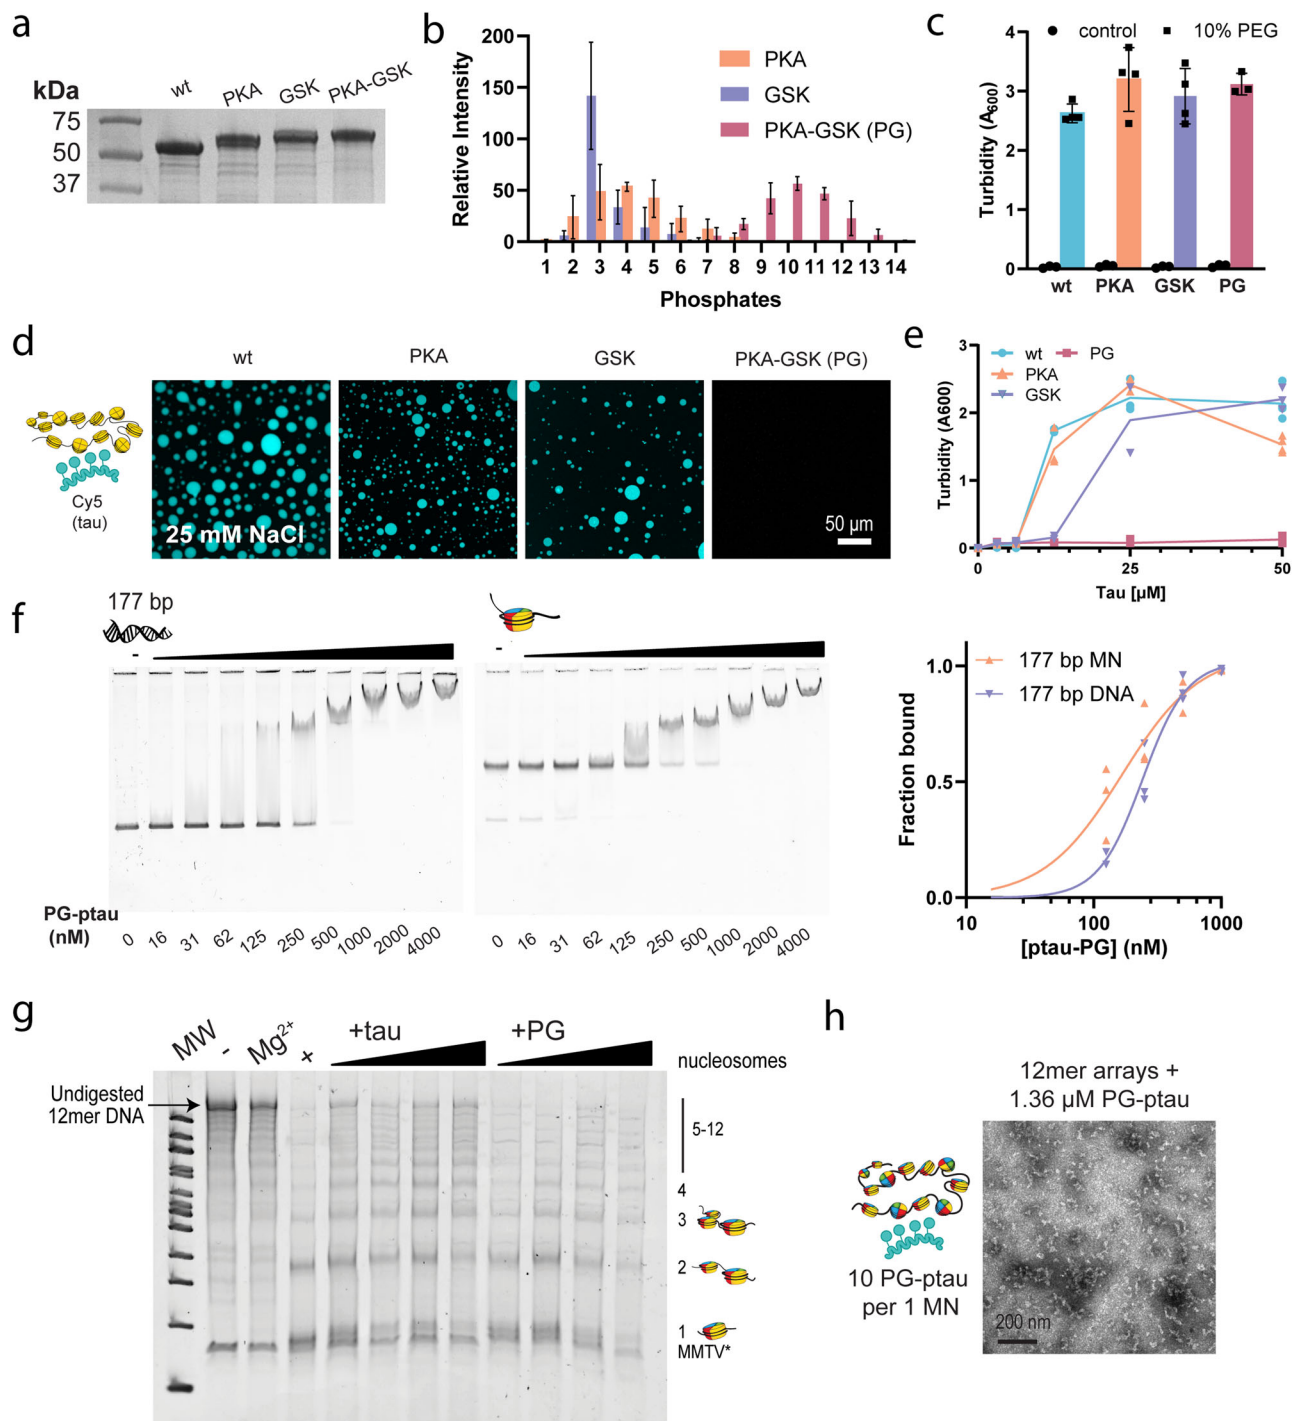 a
kDa
wt
PKA
GSK
PKA-GSK
75
50
37
b
Relative Intensity
200
150
100
50
0
PKA
GSK
PKA-GSK (PG)
1 2 3 4 5 6 7 8 9 10 11 12 13 14
Phosphates
c
control
10% PEG
Turbidity (A600)
4
3
2
1
0
wt PKA GSK PG
d
wt
PKA
GSK
PKA-GSK (PG)
Cy5
(tau)
25 mM NaCl
50 µm
e
wt
PG
PKA
GSK
Turbidity (A600)
3
2
1
0
0 25 50
Tau [µM]
f
177 bp
-
-
PG-ptau
(nM)
0 16 31 62 125 250 500 1000 2000 4000
0 16 31 62 125 250 500 1000 2000 4000
177 bp MN
177 bp DNA
Fraction bound
1.0
0.5
0.0
10 100 1000
[ptau-PG] (nM)
g
MW - Mg2+ + +tau +PG
nucleosomes
Undigested
12mer DNA
5-12
4
3
2
1
MMTV*
h
12mer arrays +
1.36 µM PG-ptau
10 PG-ptau
per 1 MN
200 nm